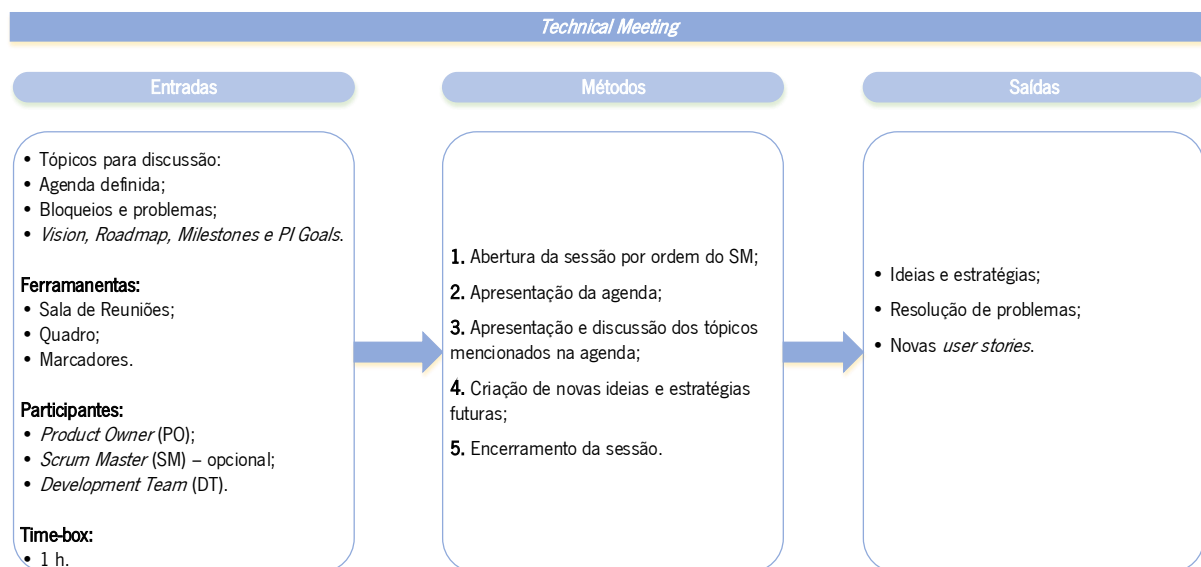 Technical Meeting
Entradas
Métodos
Saídas
• Tópicos para discussão:
• Agenda definida;
• Bloqueios e problemas;
• Vision, Roadmap, Milestones e PI Goals.
Ferramanentas:
• Sala de Reuniões;
• Quadro;
• Marcadores.
Participantes:
• Product Owner (PO);
• Scrum Master (SM) – opcional;
• Development Team (DT).
Time-box:
• 1 h.
1. Abertura da sessão por ordem do SM;
2. Apresentação da agenda;
3. Apresentação e discussão dos tópicos
mencionados na agenda;
4. Criação de novas ideias e estratégias
futuras;
5. Encerramento da sessão.
• Ideias e estratégias;
• Resolução de problemas;
• Novas user stories.